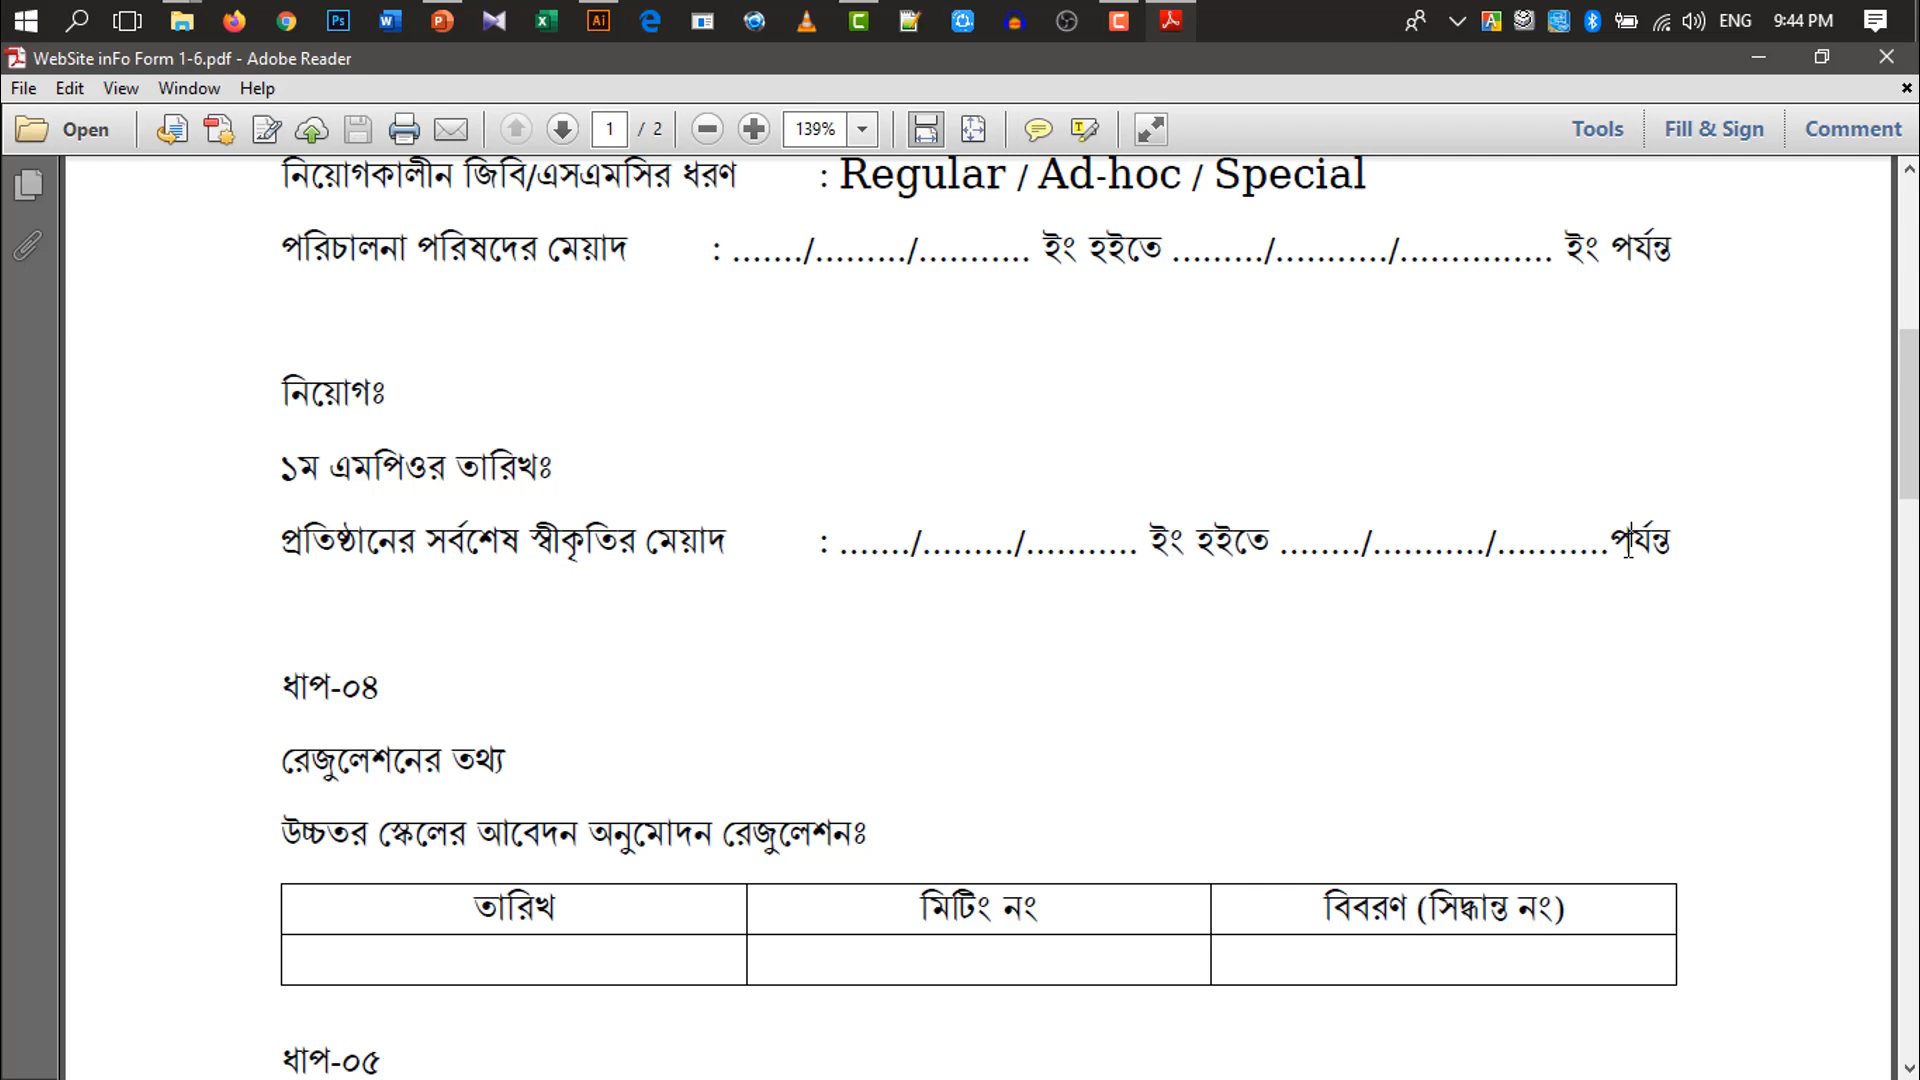 ENG 9:44 PM
WebSite inFo Form 1-6.pdf - Adobe Reader
File Edit View Window Help
Open 1 / 2 139% Tools Fill & Sign Comment
নিয়োগকালীন জিবি/এসএমসির ধরণ : Regular / Ad-hoc / Special
পরিচালনা পরিষদের মেয়াদ : ......./........./........... ইং হইতে ........./.........../............... ইং পর্যন্ত
নিয়োগঃ
১ম এমপিওর তারিখঃ
প্রতিষ্ঠানের সর্বশেষ স্বীকৃতির মেয়াদ : ......./........./........... ইং হইতে ......../.........../...........পর্যন্ত
ধাপ-০৪
রেজুলেশনের তথ্য
উচ্চতর স্কেলের আবেদন অনুমোদন রেজুলেশনঃ
তারিখ মিটিং নং বিবরণ (সিদ্ধান্ত নং)
ধাপ-০৫